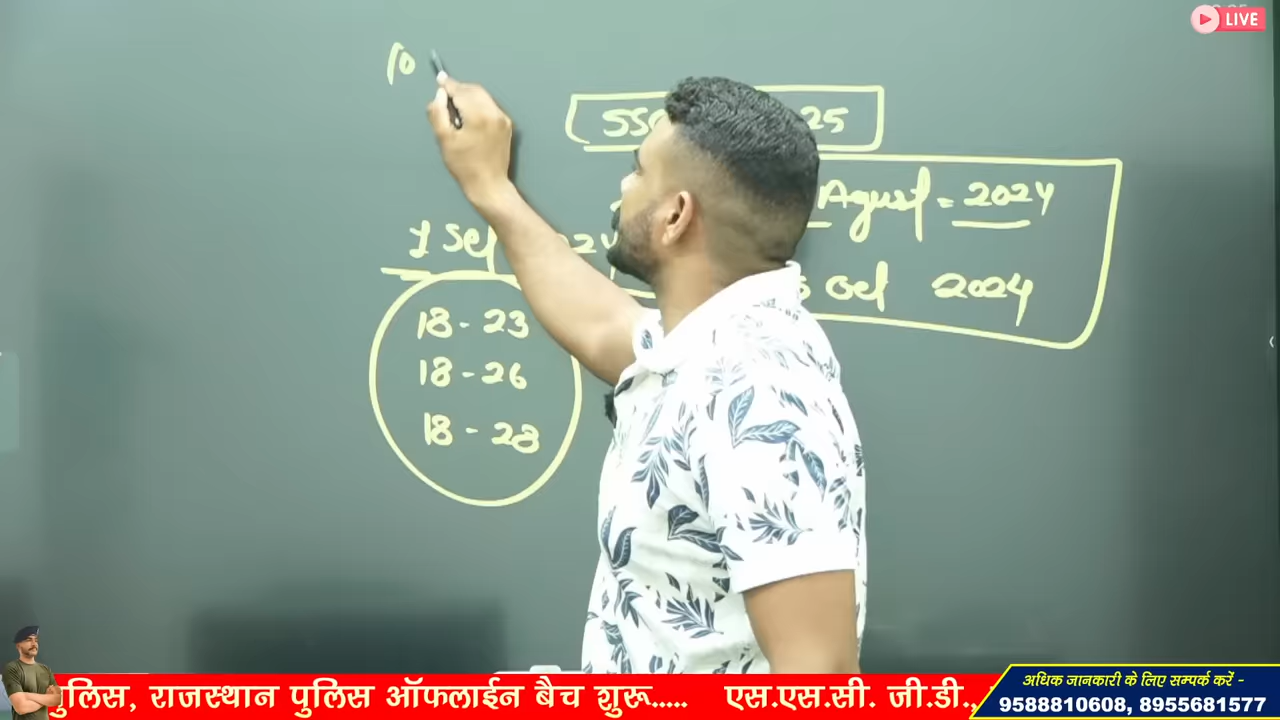 LIVE
10
SSC 25
Agust = 2024
1 Sep 2024
Oct 2024
18 - 23
18 - 26
18 - 28
पुलिस, राजस्थान पुलिस ऑफलाईन बैच शुरू..... एस.एस.सी. जी.डी.,
अधिक जानकारी के लिए सम्पर्क करें -
9588810608, 8955681577